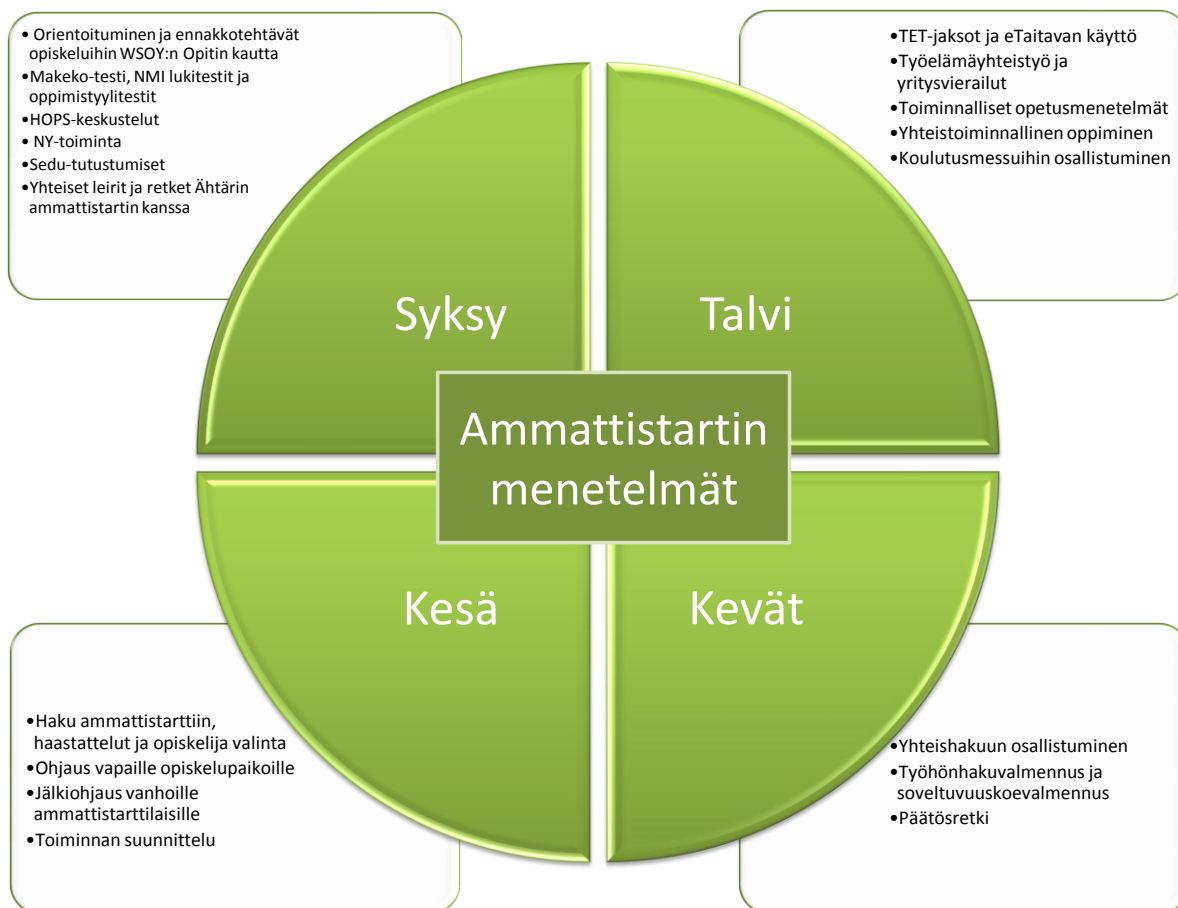 • Orientoituminen ja ennakkotehtävät
opiskeluihin WSOY:n Opitin kautta
•Makeko-testi, NMI lukitestit ja
oppimistyylitestit
•HOPS-keskustelut
• NY-toiminta
•Sedu-tutustumiset
•Yhteiset leirit ja retket Ähtärin
ammattistartin kanssa
•TET-jaksot ja eTaitavan käyttö
•Työelämäyhteistyö ja
yritysvierailut
•Toiminnalliset opetusmenetelmät
•Yhteistoiminnallinen oppiminen
•Koulutusmessuihin osallistuminen
Syksy
Talvi
Ammattistartin
menetelmät
Kesä
Kevät
•Haku ammattistarttiin,
haastattelut ja opiskelija valinta
•Ohjaus vapaille opiskelupaikoille
•Jälkiohjaus vanhoille
ammattistarttilaisille
•Toiminnan suunnittelu
•Yhteishakuun osallistuminen
•Työhönhakuvalmennus ja
soveltuvuuskoevalmennus
•Päätösretki